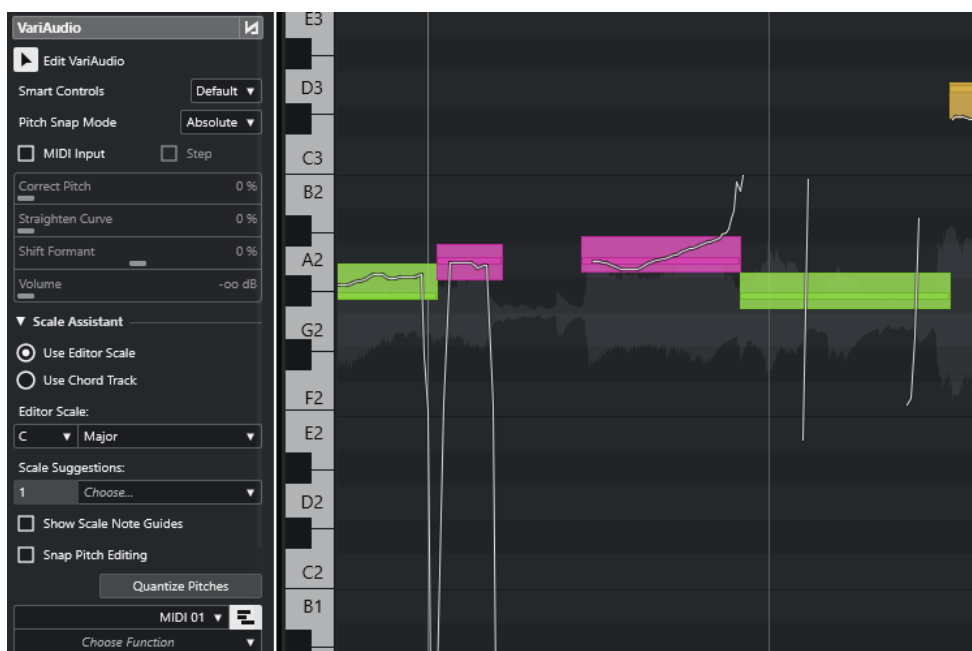 VariAudio
Edit VariAudio
Smart Controls Default
Pitch Snap Mode Absolute
MIDI Input Step
Correct Pitch 0 %
Straighten Curve 0 %
Shift Formant 0 %
Volume -oo dB
Scale Assistant
Use Editor Scale
Use Chord Track
Editor Scale:
C Major
Scale Suggestions:
1 Choose...
Show Scale Note Guides
Snap Pitch Editing
Quantize Pitches
MIDI 01
Choose Function
E3
D3
C3
B2
A2
G2
F2
E2
D2
C2
B1